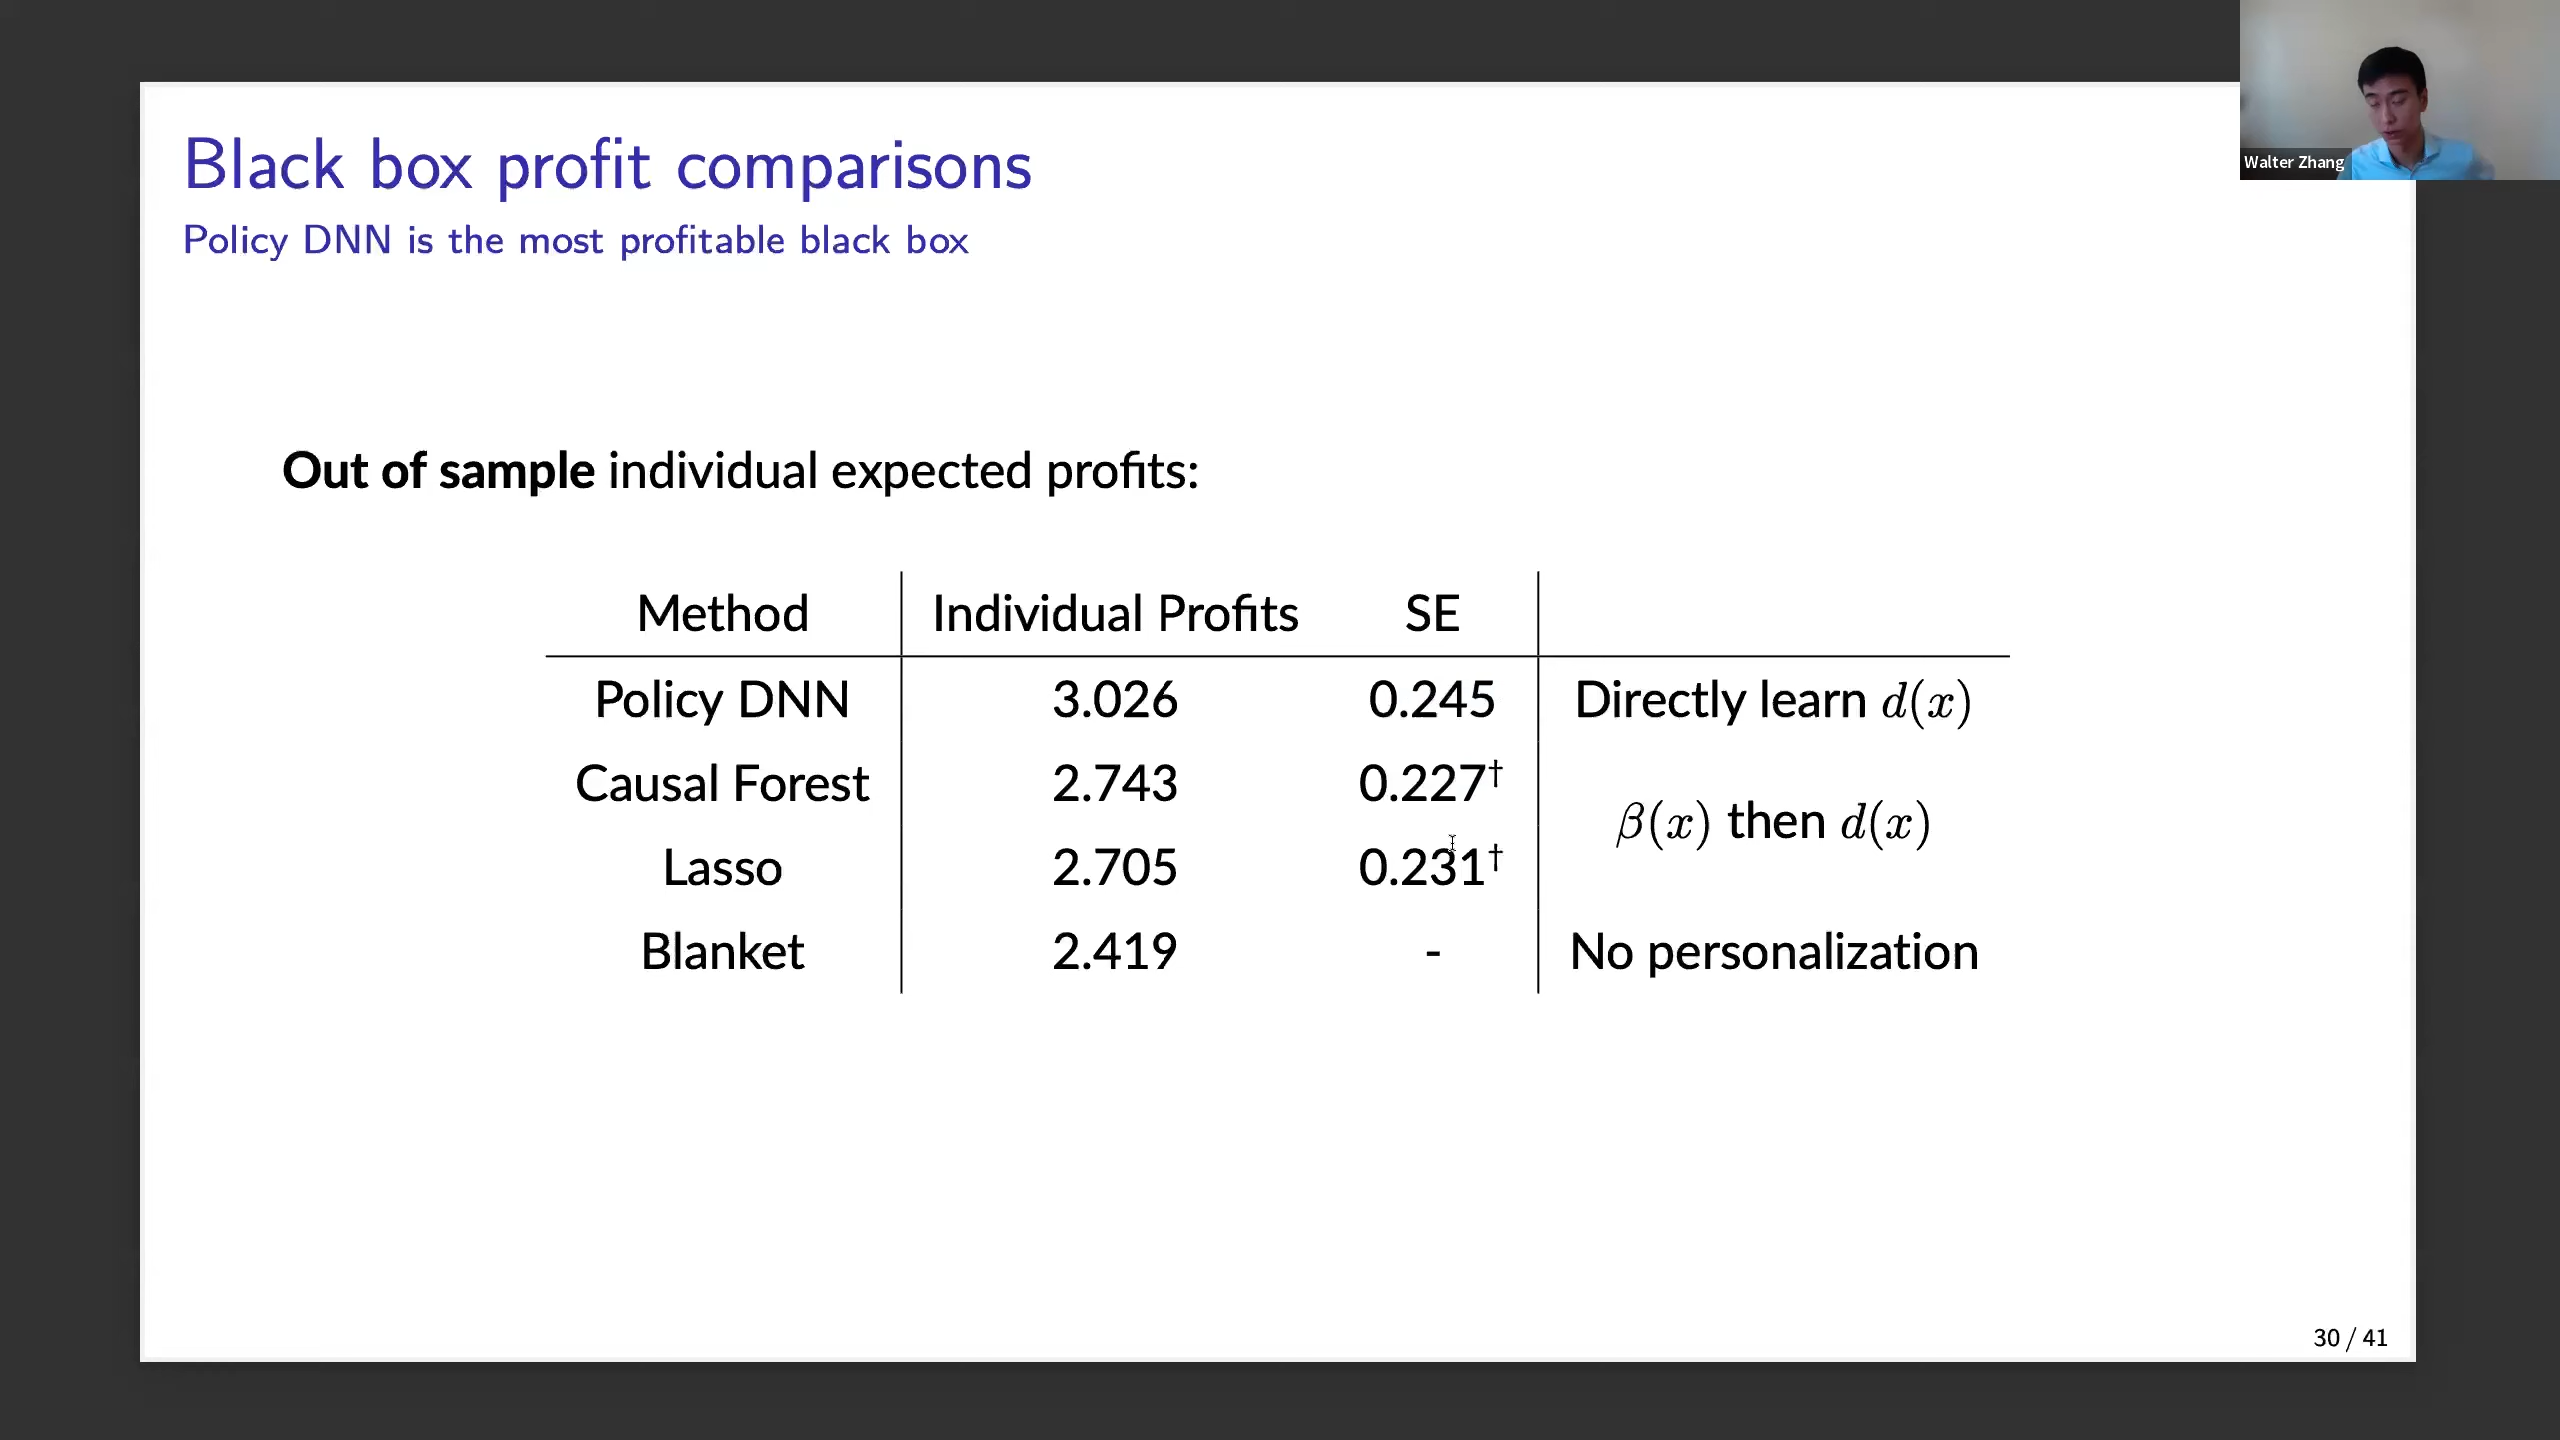 Black box profit comparisons
Policy DNN is the most profitable black box
Walter Zhang
Out of sample individual expected profits:
Method Individual Profits SE
Policy DNN 3.026 0.245 Directly learn d(x)
Causal Forest 2.743 0.227†
β(x) then d(x)
Lasso 2.705 0.231†
Blanket 2.419 - No personalization
30 / 41